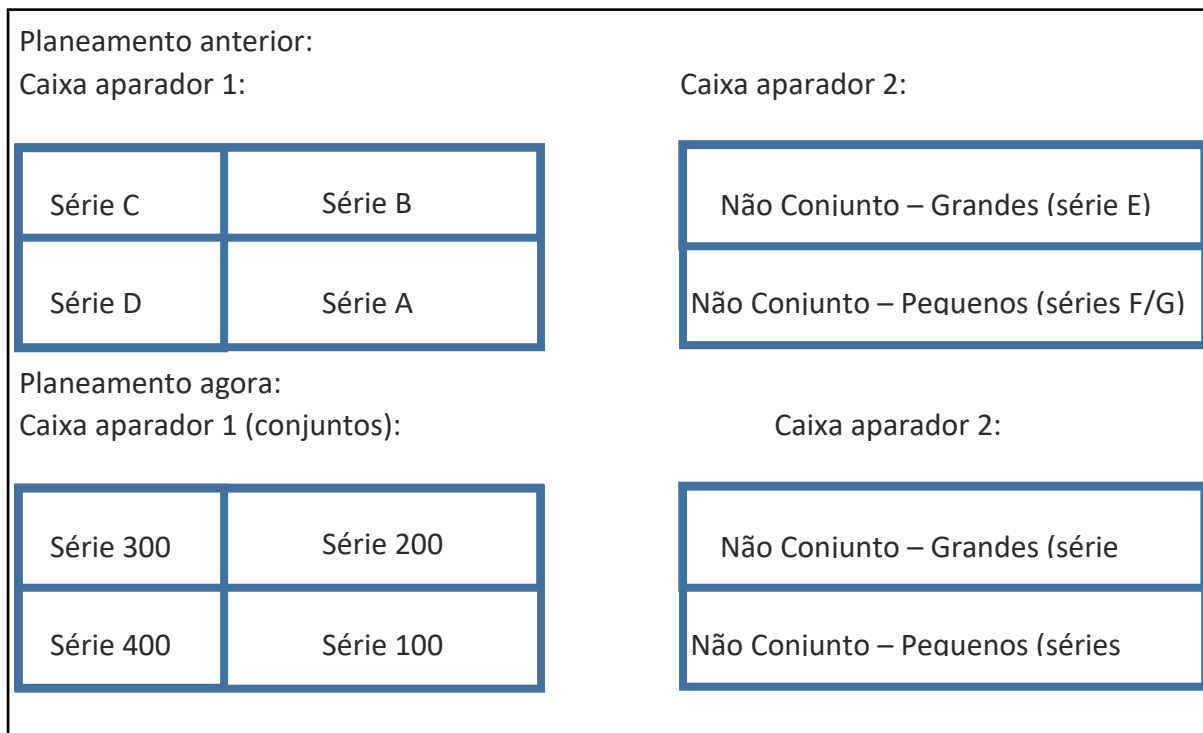 Planeamento anterior:
Caixa aparador 1: Caixa aparador 2:
Série C Série B Não Conjunto – Grandes (série E)
Série D Série A Não Conjunto – Pequenos (séries F/G)
Planeamento agora:
Caixa aparador 1 (conjuntos): Caixa aparador 2:
Série 300 Série 200 Não Conjunto – Grandes (série
Série 400 Série 100 Não Conjunto – Pequenos (séries